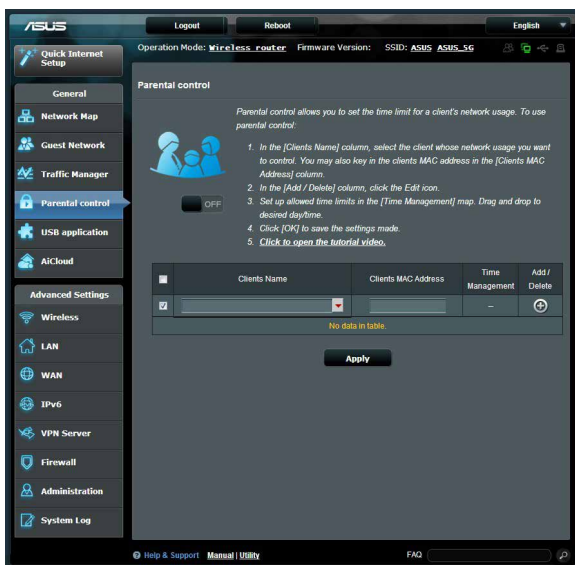 ASUS
Logout
Reboot
English
Quick Internet
Setup
Operation Mode: Wireless router Firmware Version: SSID: ASUS ASUS_5G
General
Network Map
Guest Network
Traffic Manager
Parental control
USB application
AiCloud
Advanced Settings
Wireless
LAN
WAN
IPv6
VPN Server
Firewall
Administration
System Log
Parental control
Parental control allows you to set the time limit for a client's network usage. To use
parental control:
1. In the [Clients Name] column, select the client whose network usage you want
to control. You may also key in the clients MAC address in the [Clients MAC
Address] column.
2. In the [Add / Delete] column, click the Edit icon.
3. Set up allowed time limits in the [Time Management] map. Drag and drop to
desired day/time.
4. Click [OK] to save the settings made.
5. Click to open the tutorial video.
OFF
Clients Name
Clients MAC Address
Time
Management
Add /
Delete
–
No data in table.
Apply
Help & Support Manual | Utility
FAQ